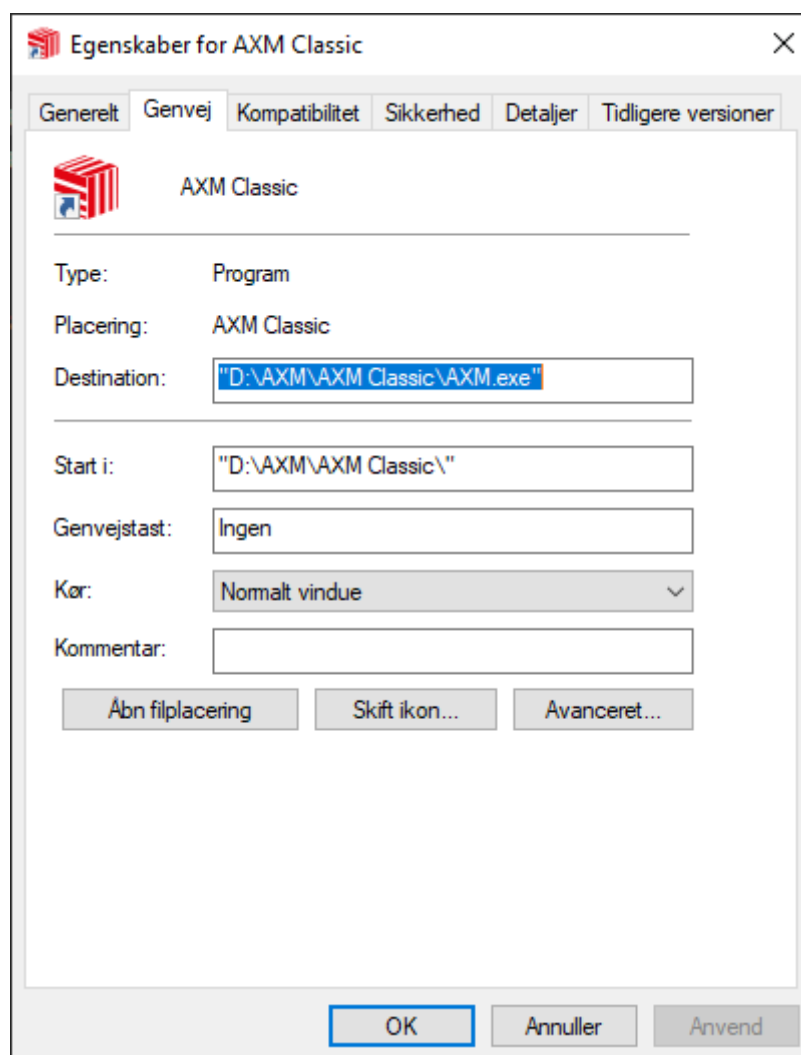 Egenskaber for AXM Classic
Generelt Genvej Kompatibilitet Sikkerhed Detaljer Tidligere versioner
AXM Classic
Type: Program
Placering: AXM Classic
Destination: "D:\AXM\AXM Classic\AXM.exe"
Start i: "D:\AXM\AXM Classic\"
Genvejstast: Ingen
Kør: Normalt vindue
Kommentar:
Åbn filplacering Skift ikon... Avanceret...
OK Annuller Anvend